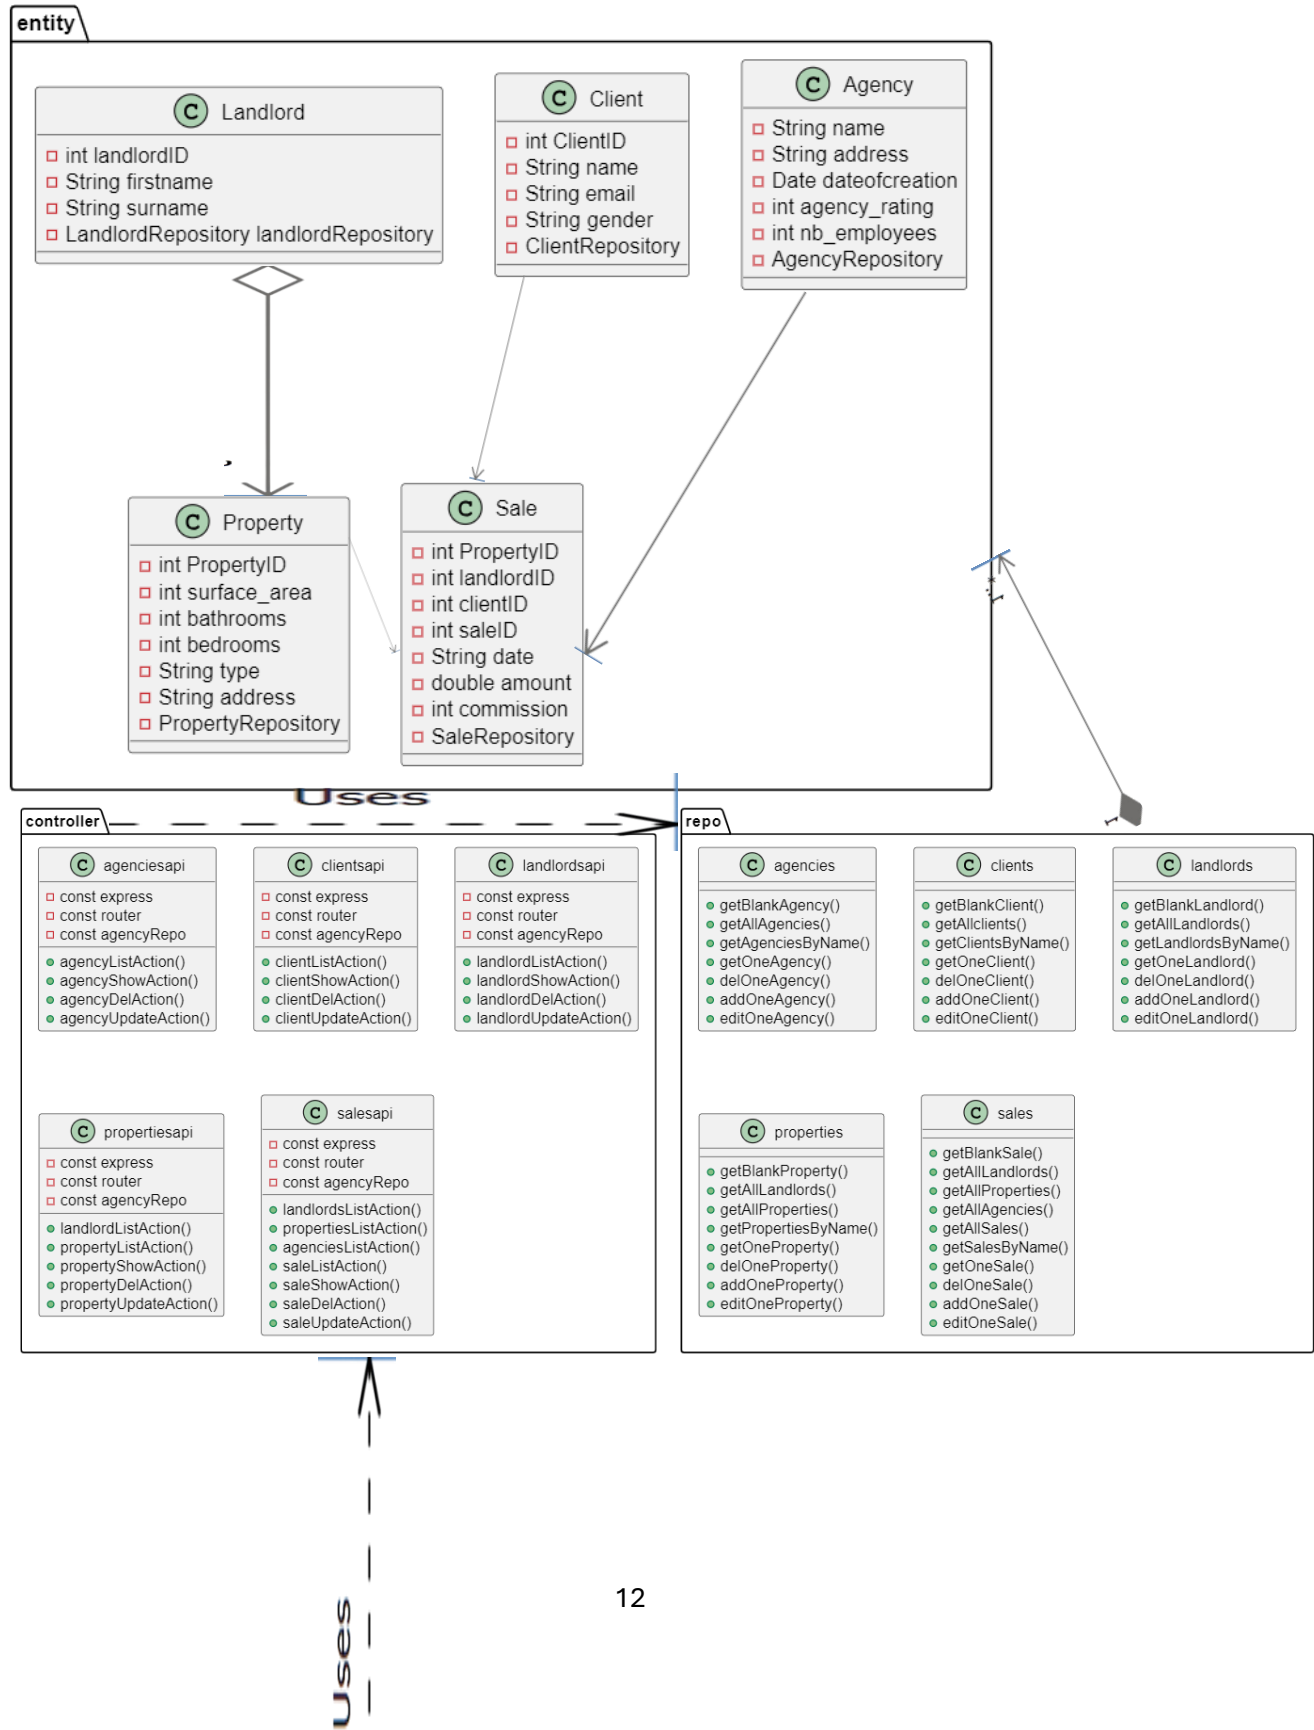 entity
C Landlord
int landlordID
String firstname
String surname
LandlordRepository landlordRepository
C Client
int ClientID
String name
String email
String gender
ClientRepository
C Agency
String name
String address
Date dateofcreation
int agency_rating
int nb_employees
AgencyRepository
C Property
int PropertyID
int surface_area
int bathrooms
int bedrooms
String type
String address
PropertyRepository
C Sale
int PropertyID
int landlordID
int clientID
int saleID
String date
double amount
int commission
SaleRepository
1..*
1
Uses
controller
C agenciesapi
const express
const router
const agencyRepo
agencyListAction()
agencyShowAction()
agencyDelAction()
agencyUpdateAction()
C clientsapi
const express
const router
const agencyRepo
clientListAction()
clientShowAction()
clientDelAction()
clientUpdateAction()
C landlordsapi
const express
const router
const agencyRepo
landlordListAction()
landlordShowAction()
landlordDelAction()
landlordUpdateAction()
C propertiesapi
const express
const router
const agencyRepo
landlordListAction()
propertyListAction()
propertyShowAction()
propertyDelAction()
propertyUpdateAction()
C salesapi
const express
const router
const agencyRepo
landlordsListAction()
propertiesListAction()
agenciesListAction()
saleListAction()
saleShowAction()
saleDelAction()
saleUpdateAction()
repo
C agencies
getBlankAgency()
getAllAgencies()
getAgenciesByName()
getOneAgency()
delOneAgency()
addOneAgency()
editOneAgency()
C clients
getBlankClient()
getAllclients()
getClientsByName()
getOneClient()
delOneClient()
addOneClient()
editOneClient()
C landlords
getBlankLandlord()
getAllLandlords()
getLandlordsByName()
getOneLandlord()
delOneLandlord()
addOneLandlord()
editOneLandlord()
C properties
getBlankProperty()
getAllLandlords()
getAllProperties()
getPropertiesByName()
getOneProperty()
delOneProperty()
addOneProperty()
editOneProperty()
C sales
getBlankSale()
getAllLandlords()
getAllProperties()
getAllAgencies()
getAllSales()
getSalesByName()
getOneSale()
delOneSale()
addOneSale()
editOneSale()
Uses
12